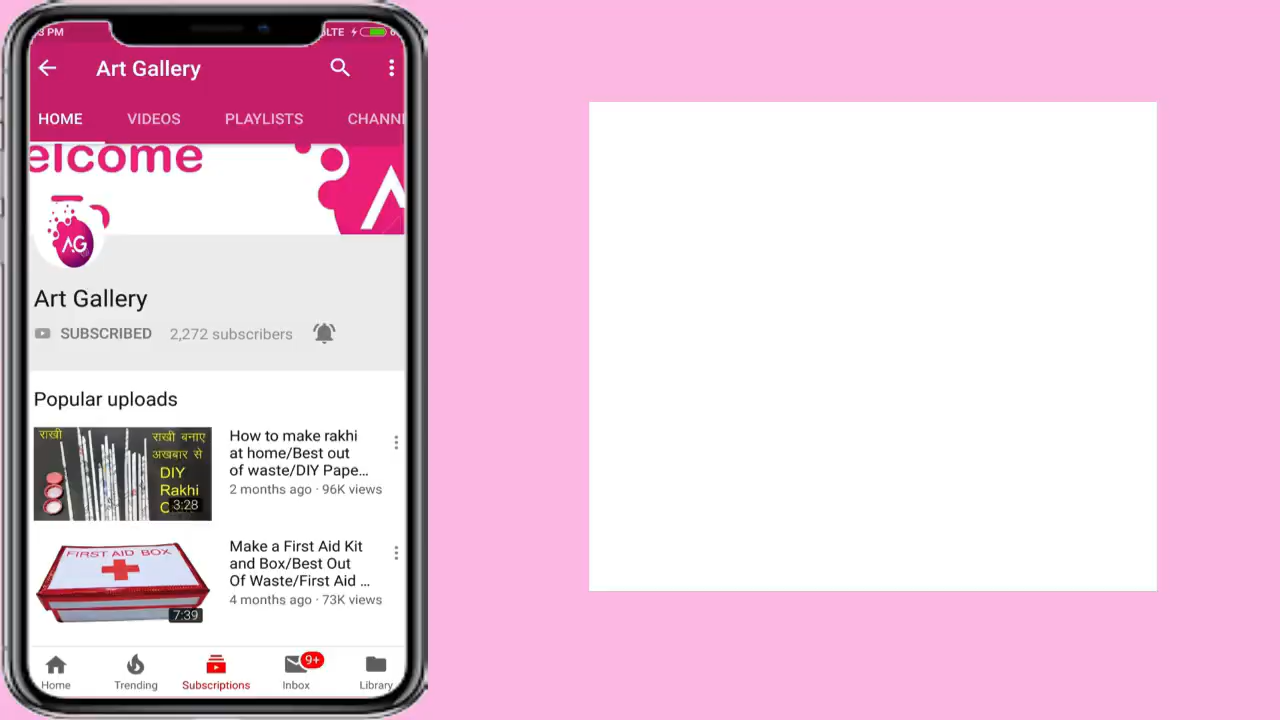 3 PM
LTE
Art Gallery
HOME VIDEOS PLAYLISTS CHANN
elcome
AG
Art Gallery
SUBSCRIBED 2,272 subscribers
Popular uploads
राखी
राखी बनाए
अखबार से
DIY
Rakhi
3:28
How to make rakhi
at home/Best out
of waste/DIY Pape...
2 months ago · 96K views
FIRST AID BOX
7:39
Make a First Aid Kit
and Box/Best Out
Of Waste/First Aid ...
4 months ago · 73K views
9+
Home Trending Subscriptions Inbox Library